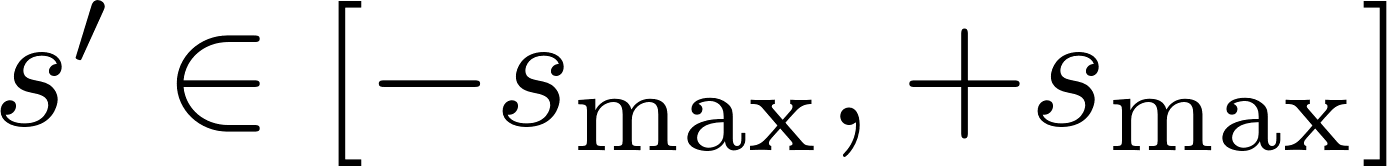 s′ ∈ [−s_max, +s_max]